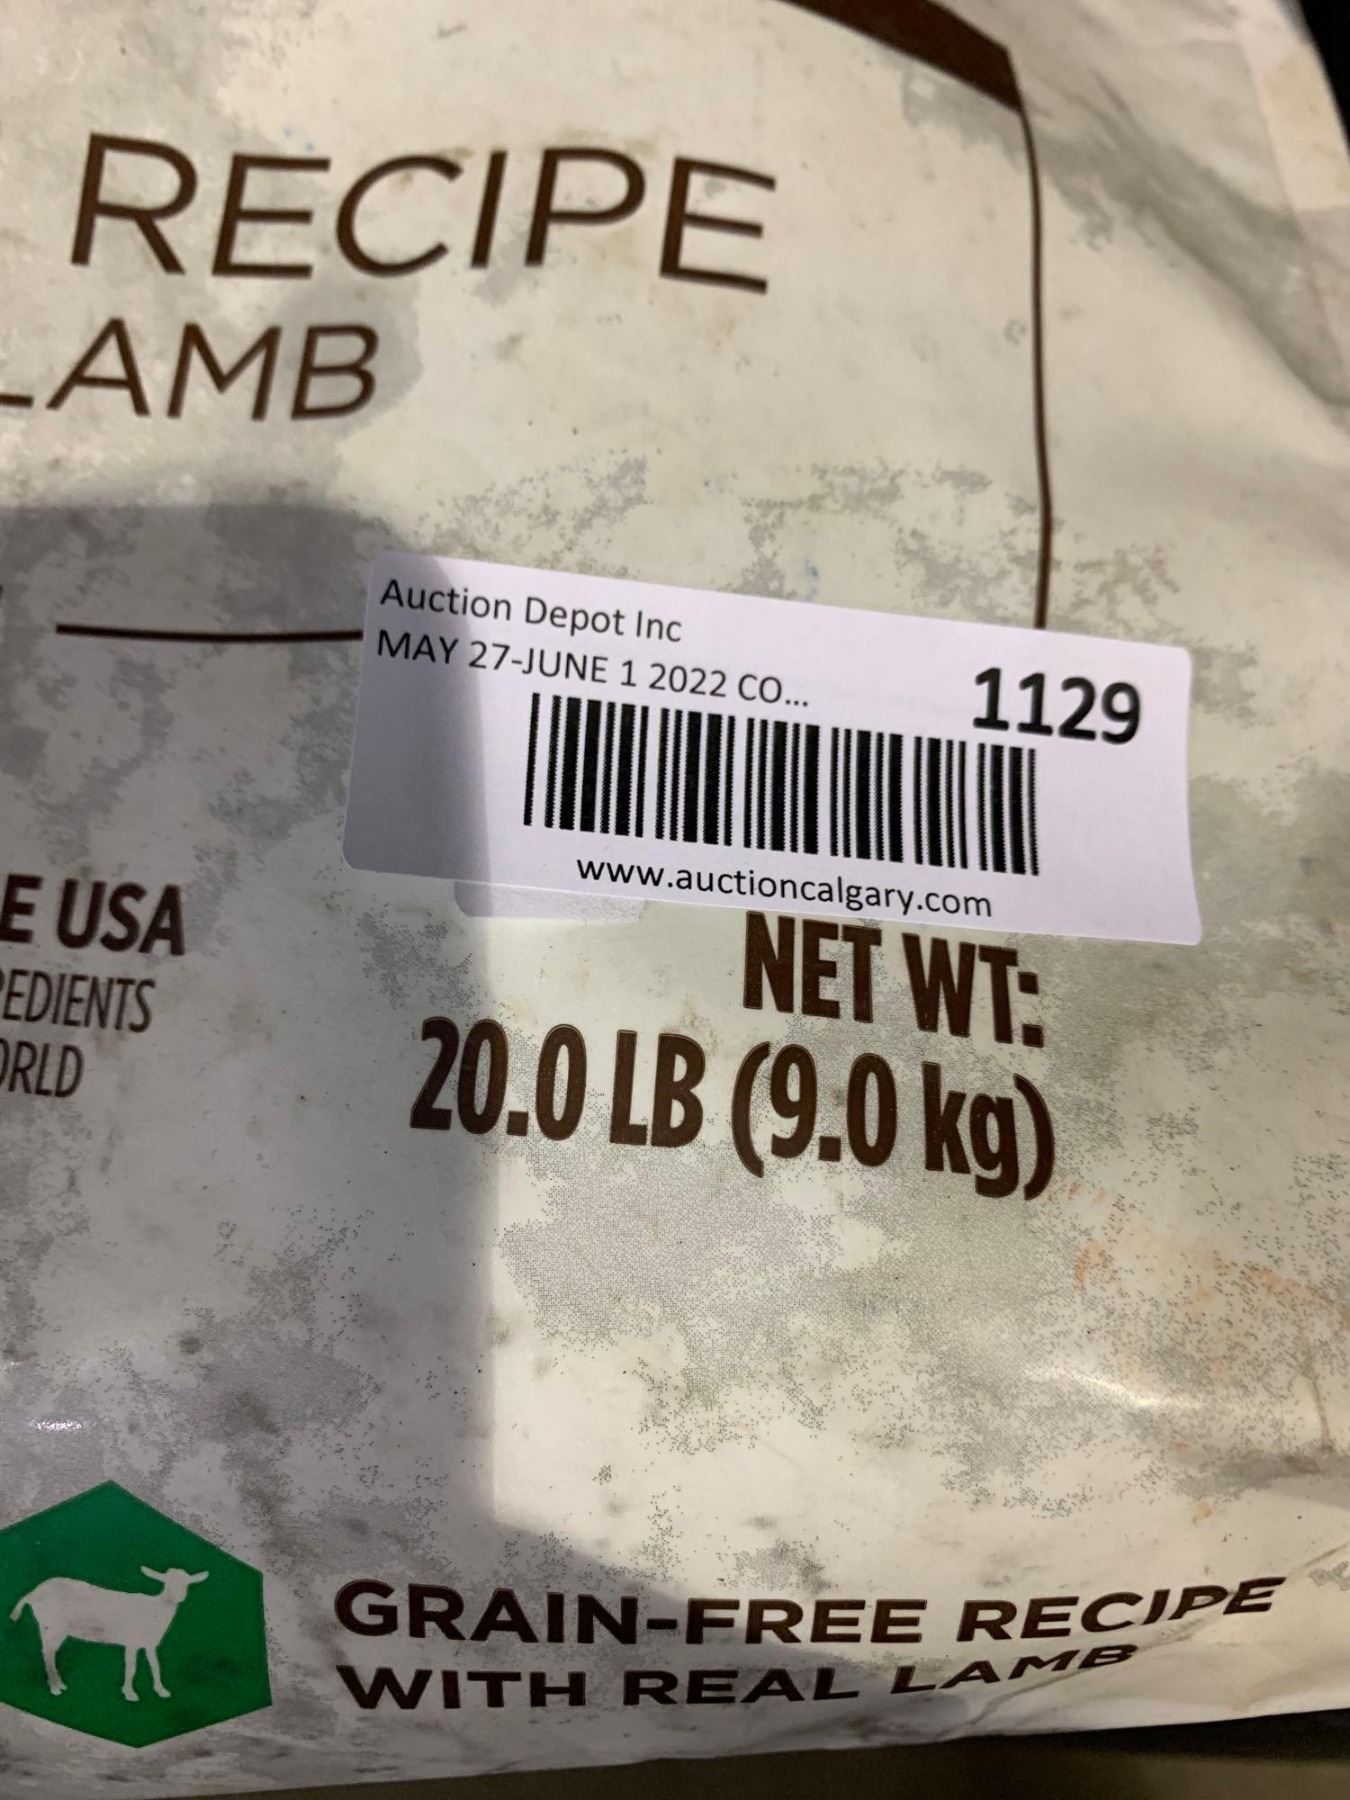 RECIPE
LAMB
Auction Depot Inc
MAY 27-JUNE 1 2022 CO...
1129
www.auctioncalgary.com
E USA
EDIENTS
ORLD
NET WT:
20.0 LB (9.0 kg)
GRAIN-FREE RECIPE
WITH REAL LAMB